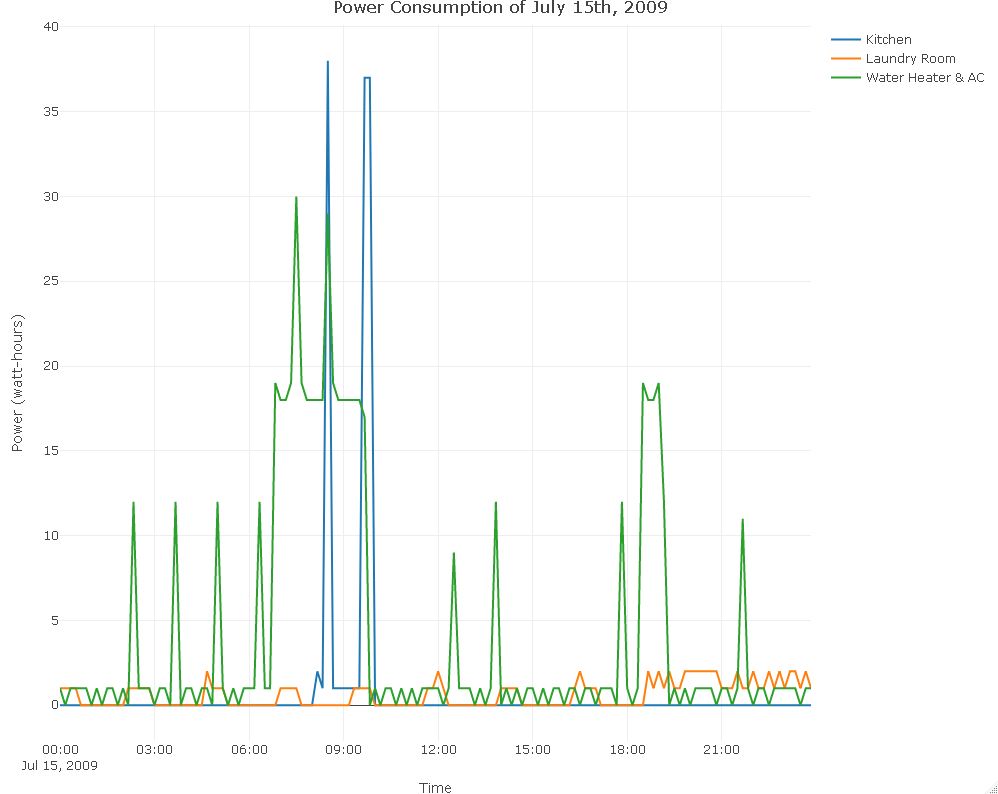 Power Consumption of July 15th, 2009
Kitchen
Laundry Room
Water Heater & AC
40
35
30
25
20
15
10
5
0
Power (watt-hours)
00:00 03:00 06:00 09:00 12:00 15:00 18:00 21:00
Jul 15, 2009
Time